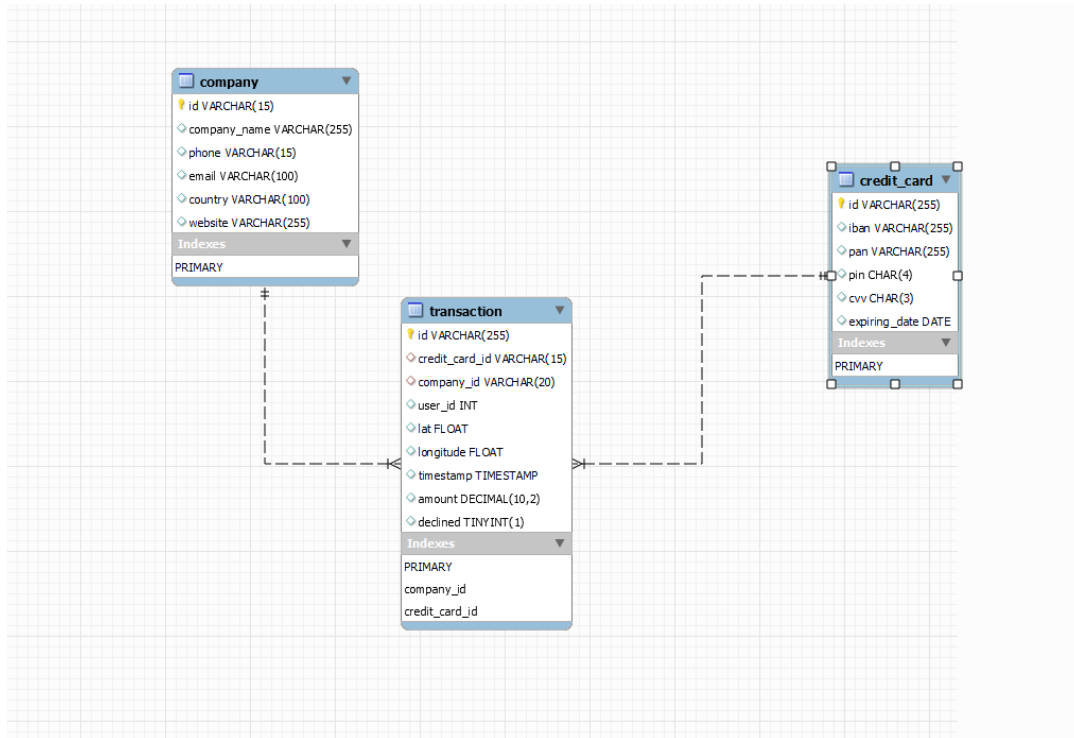 company
id VARCHAR(15)
company_name VARCHAR(255)
phone VARCHAR(15)
email VARCHAR(100)
country VARCHAR(100)
website VARCHAR(255)
Indexes
PRIMARY
transaction
id VARCHAR(255)
credit_card_id VARCHAR(15)
company_id VARCHAR(20)
user_id INT
lat FLOAT
longitude FLOAT
timestamp TIMESTAMP
amount DECIMAL(10,2)
declined TINYINT(1)
Indexes
PRIMARY
company_id
credit_card_id
credit_card
id VARCHAR(255)
iban VARCHAR(255)
pan VARCHAR(255)
pin CHAR(4)
cvv CHAR(3)
expiring_date DATE
Indexes
PRIMARY